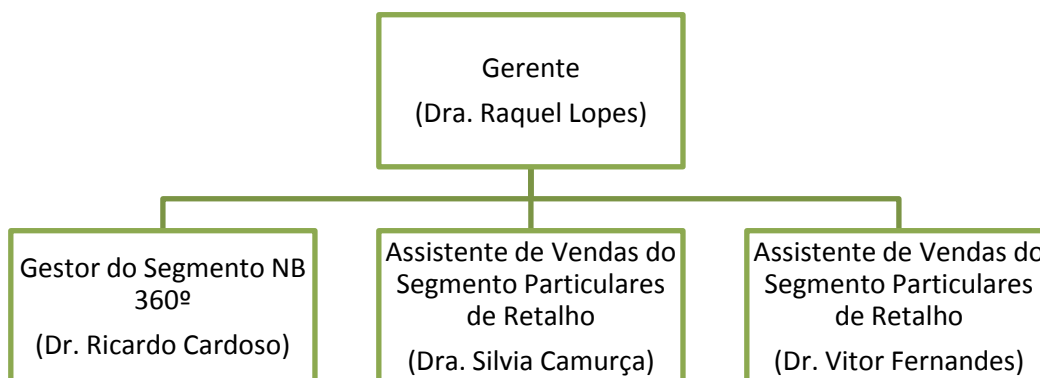 Gerente
(Dra. Raquel Lopes)
Gestor do Segmento NB
360º
(Dr. Ricardo Cardoso)
Assistente de Vendas do
Segmento Particulares
de Retalho
(Dra. Silvia Camurça)
Assistente de Vendas do
Segmento Particulares
de Retalho
(Dr. Vitor Fernandes)